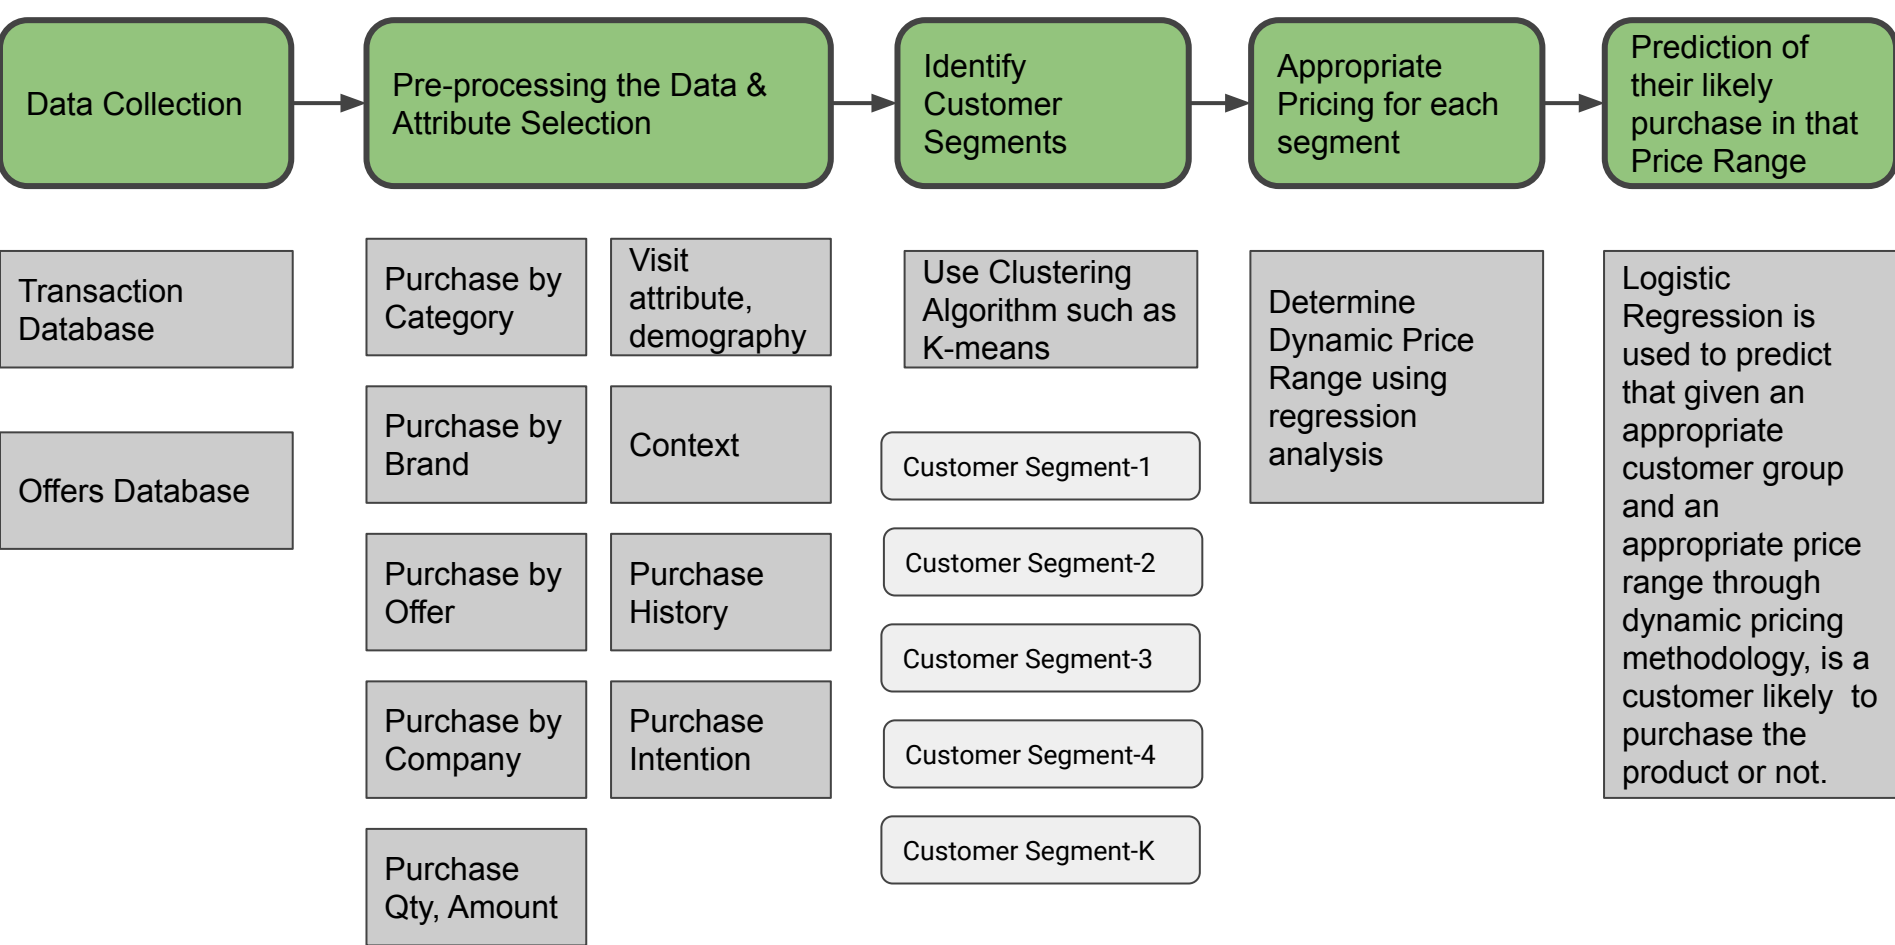 Data Collection
Pre-processing the Data &
Attribute Selection
Identify
Customer
Segments
Appropriate
Pricing for each
segment
Prediction of
their likely
purchase in that
Price Range
Transaction
Database
Offers Database
Purchase by
Category
Visit
attribute,
demography
Purchase by
Brand
Context
Purchase by
Offer
Purchase
History
Purchase by
Company
Purchase
Intention
Purchase
Qty, Amount
Use Clustering
Algorithm such as
K-means
Customer Segment-1
Customer Segment-2
Customer Segment-3
Customer Segment-4
Customer Segment-K
Determine
Dynamic Price
Range using
regression
analysis
Logistic
Regression is
used to predict
that given an
appropriate
customer group
and an
appropriate price
range through
dynamic pricing
methodology, is a
customer likely  to
purchase the
product or not.